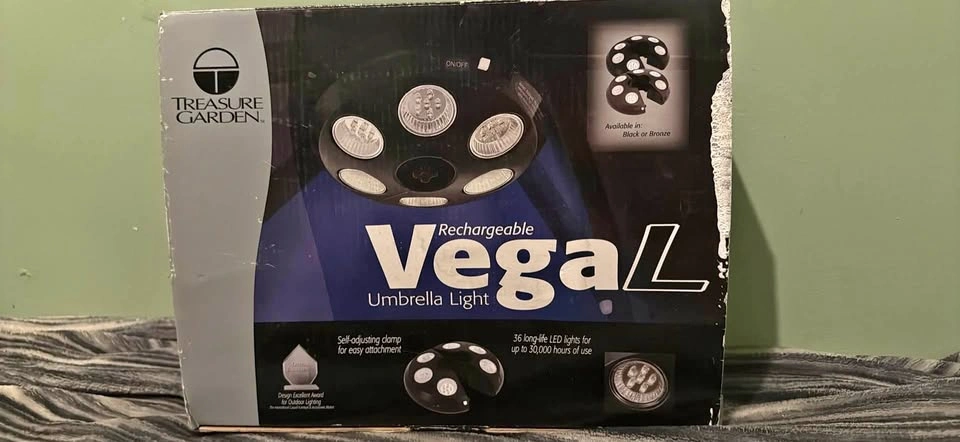 TREASURE
GARDEN
ON/OFF
Available in:
Black or Bronze
Rechargeable
Vega L
Umbrella Light
Self-adjusting clamp
for easy attachment
36 long-life LED lights for
up to 30,000 hours of use
Design Excellent Award
for Outdoor Lighting